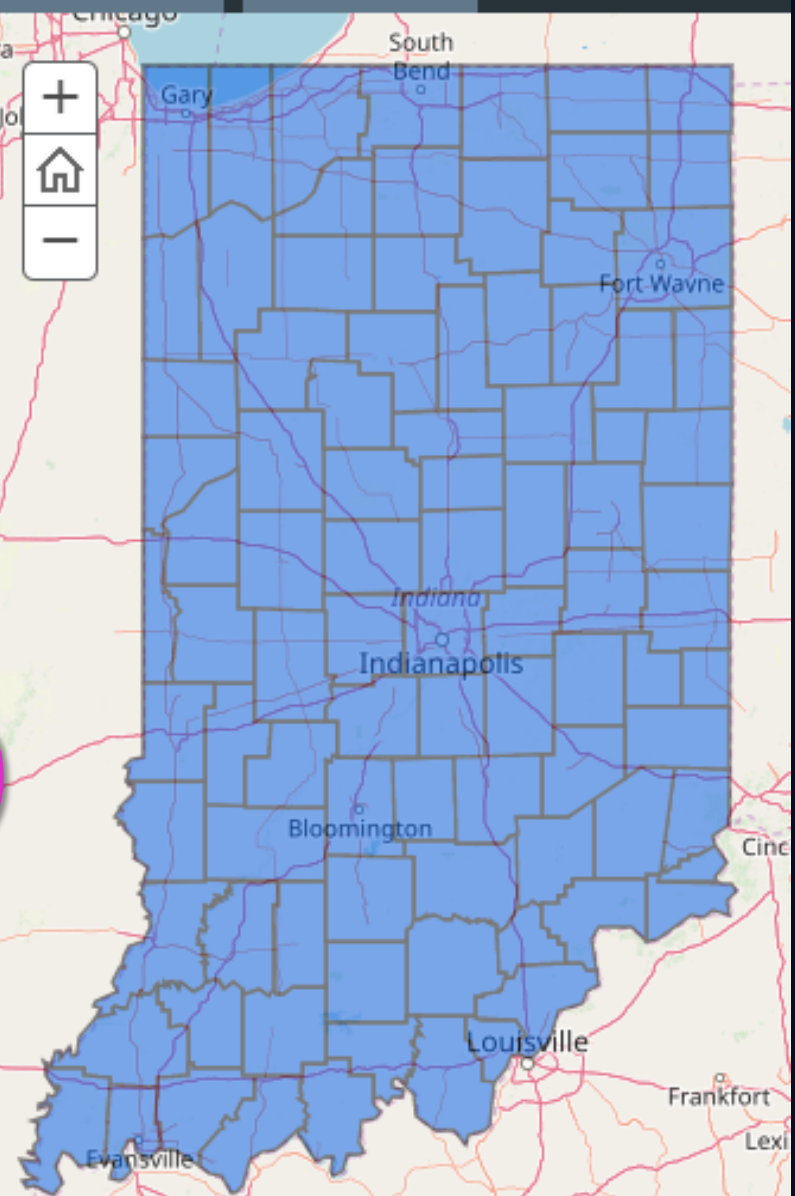 Chicago
South
Bend
Gary
Fort Wayne
Indiana
Indianapolis
Bloomington
Cinc
Louisville
Frankfort
Lexi
Evansville
+
−